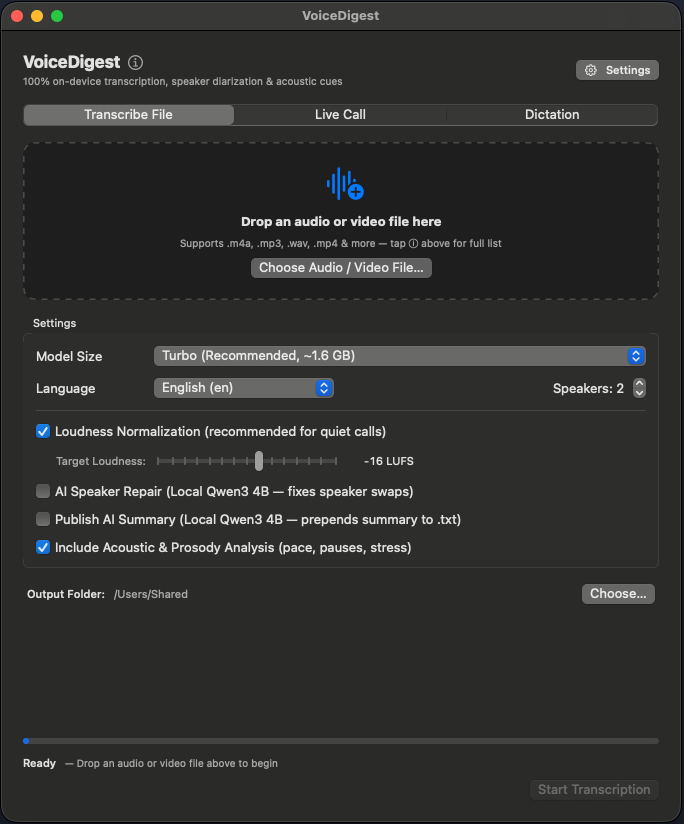 VoiceDigest
VoiceDigest ⓘ
100% on-device transcription, speaker diarization & acoustic cues
Settings
Transcribe File
Live Call
Dictation
Drop an audio or video file here
Supports .m4a, .mp3, .wav, .mp4 & more — tap ⓘ above for full list
Choose Audio / Video File...
Settings
Model Size Turbo (Recommended, ~1.6 GB)
Language English (en) Speakers: 2
Loudness Normalization (recommended for quiet calls)
Target Loudness: -16 LUFS
AI Speaker Repair (Local Qwen3 4B — fixes speaker swaps)
Publish AI Summary (Local Qwen3 4B — prepends summary to .txt)
Include Acoustic & Prosody Analysis (pace, pauses, stress)
Output Folder: /Users/Shared Choose...
Ready — Drop an audio or video file above to begin
Start Transcription